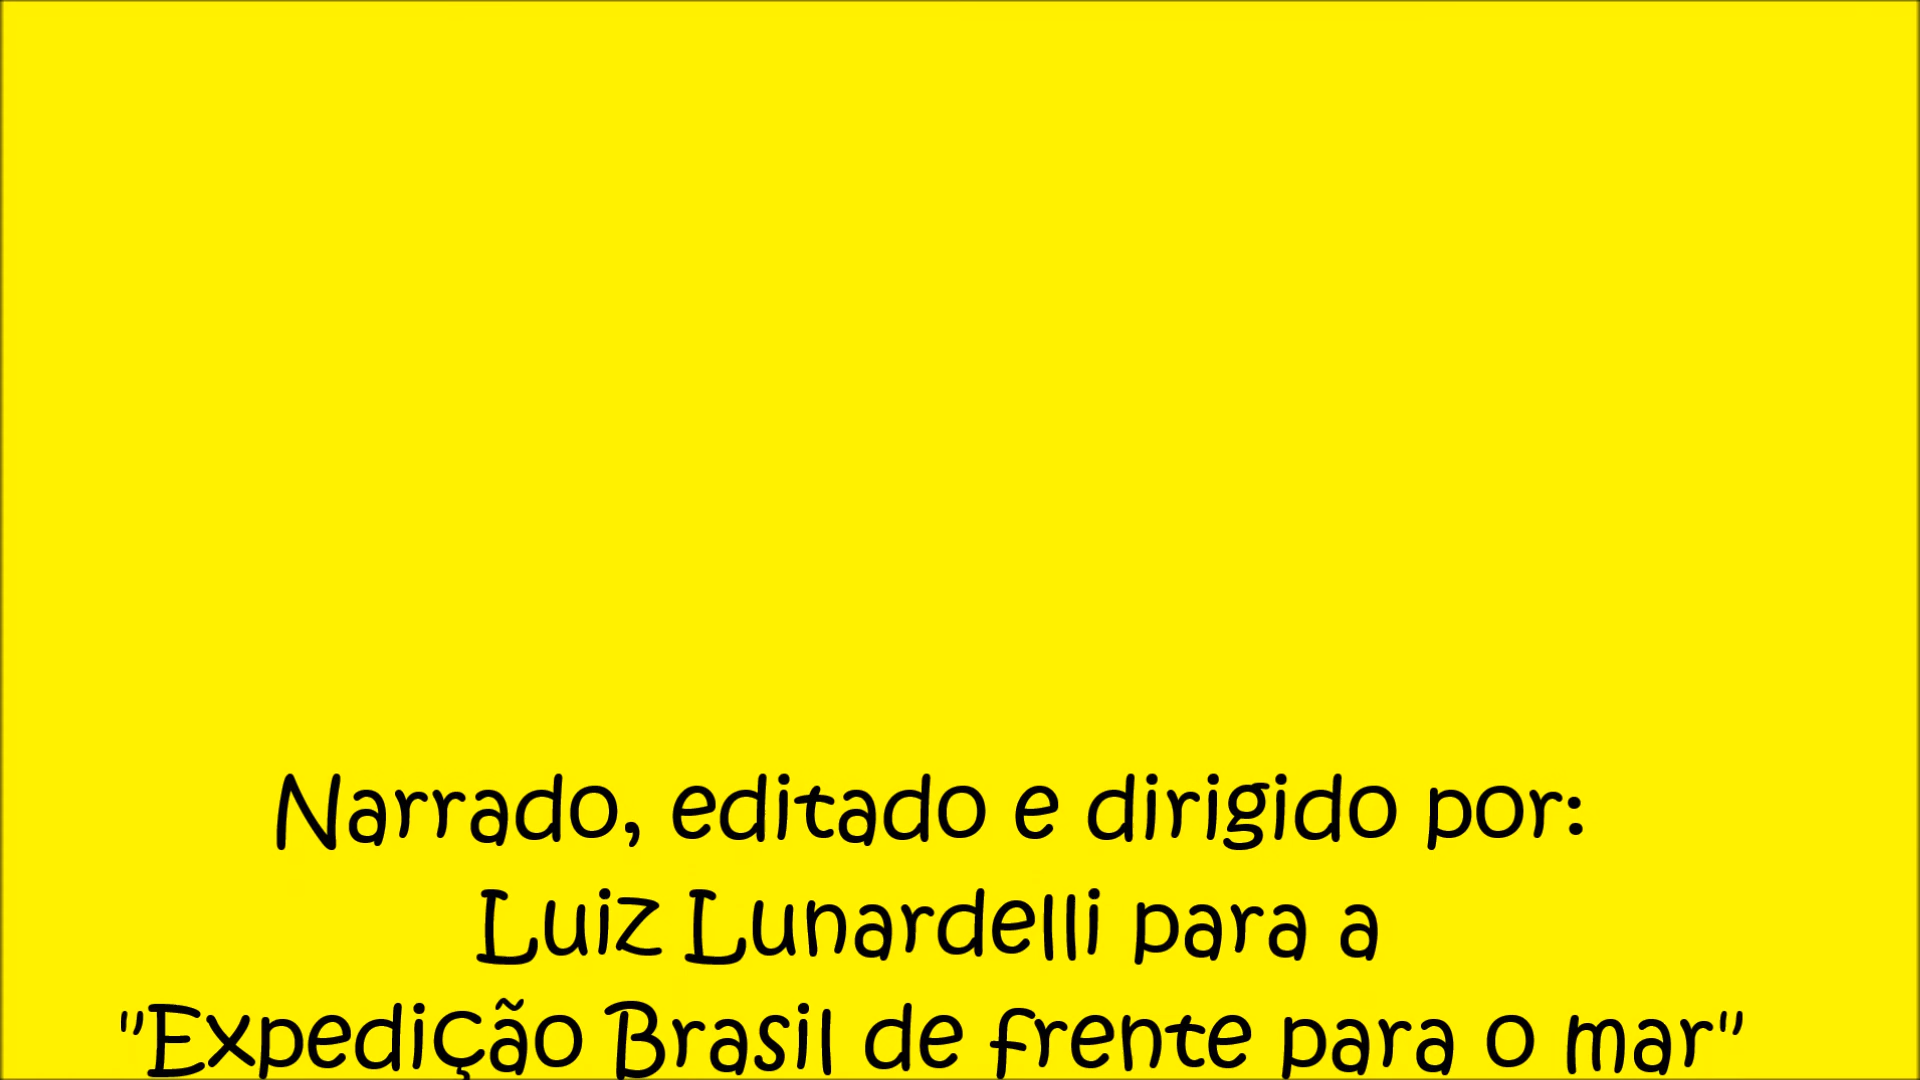 Narrado, editado e dirigido por:
Luiz Lunardelli para a
"Expedição Brasil de frente para o mar"